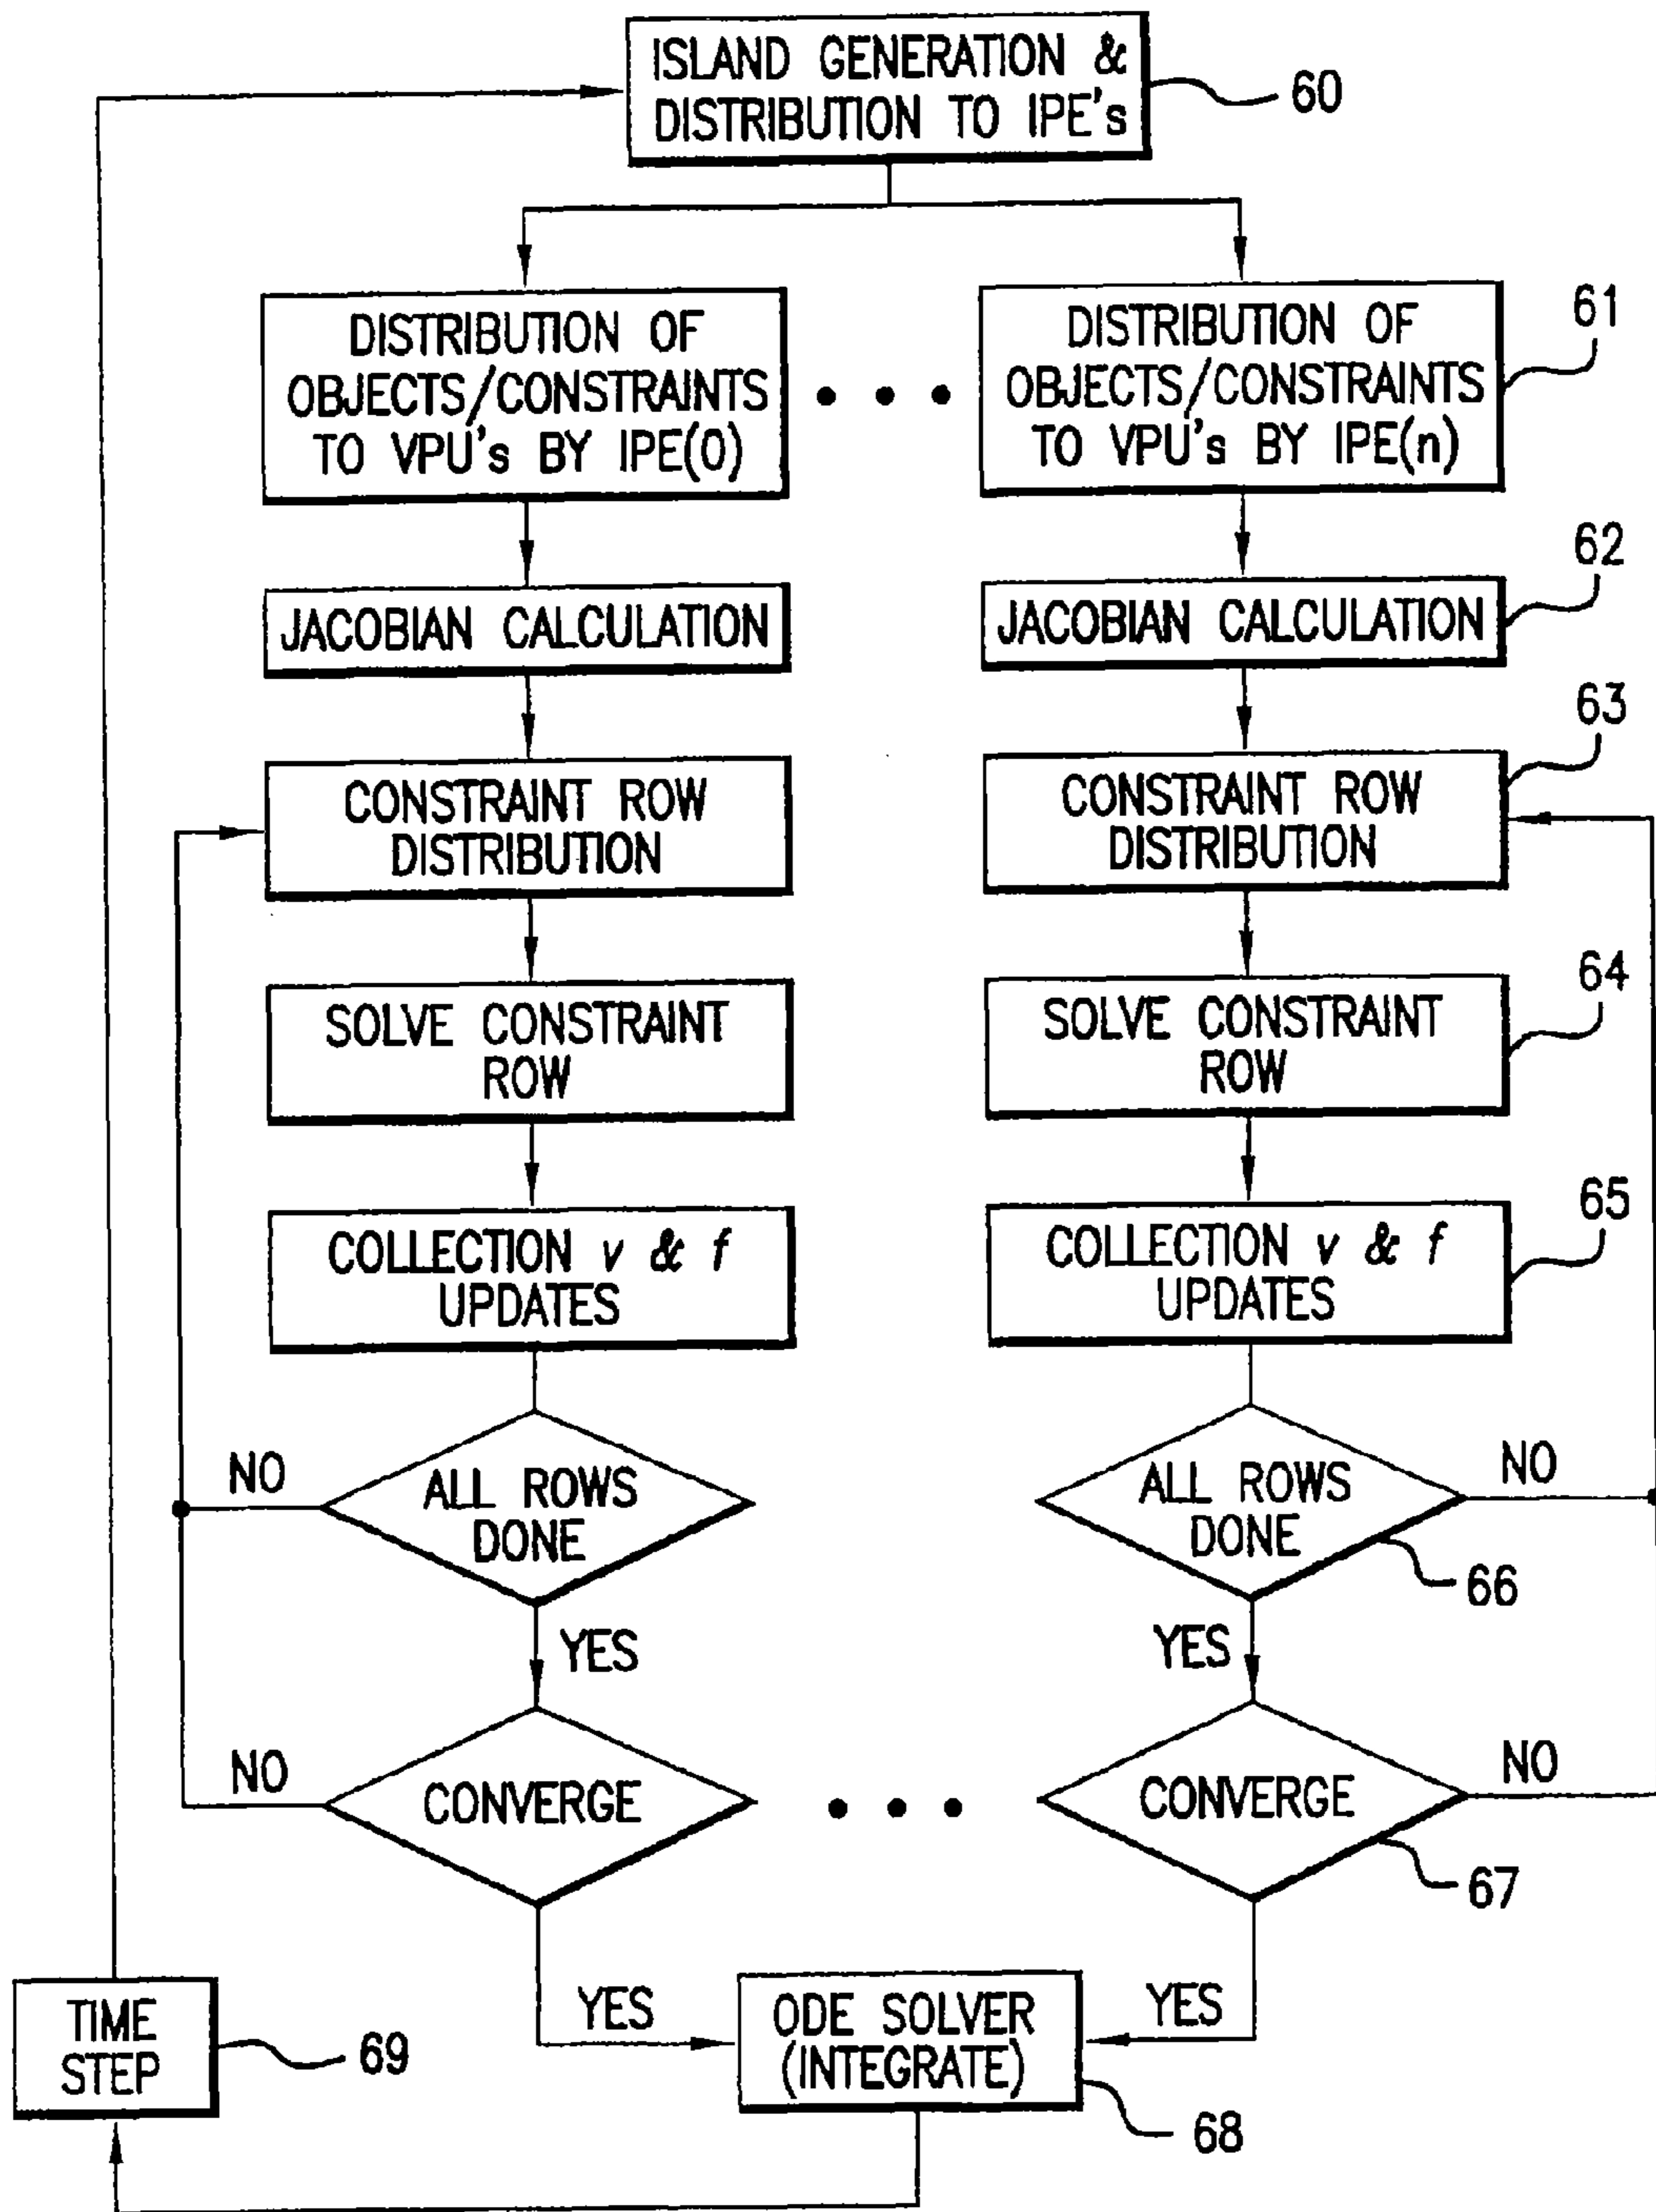 ISLAND GENERATION &
DISTRIBUTION TO IPE's
60
DISTRIBUTION OF
OBJECTS/CONSTRAINTS
TO VPU's BY IPE(0)
DISTRIBUTION OF
OBJECTS/CONSTRAINTS
TO VPU's BY IPE(n)
61
JACOBIAN CALCULATION
JACOBIAN CALCULATION
62
CONSTRAINT ROW
DISTRIBUTION
CONSTRAINT ROW
DISTRIBUTION
63
SOLVE CONSTRAINT
ROW
SOLVE CONSTRAINT
ROW
64
COLLECTION v & f
UPDATES
COLLECTION v & f
UPDATES
65
NO
ALL ROWS
DONE
ALL ROWS
DONE
NO
66
YES
YES
NO
CONVERGE
CONVERGE
NO
67
YES
YES
ODE SOLVER
(INTEGRATE)
68
TIME
STEP
69